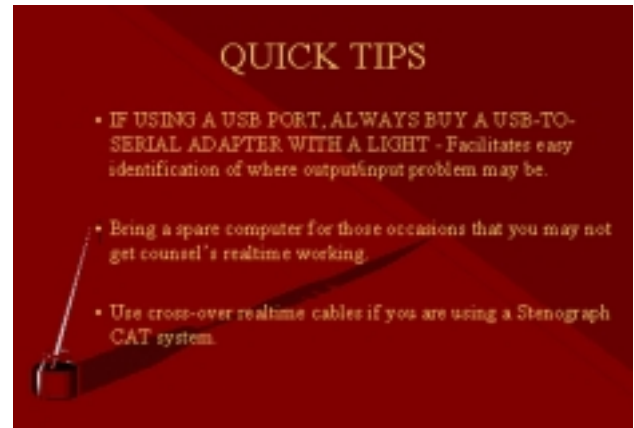 QUICK TIPS
• IF USING A USB PORT, ALWAYS BUY A USB-TO-
SERIAL ADAPTER WITH A LIGHT - Facilitates easy
identification of where output/input problem may be.
• Bring a spare computer for those occasions that you may not
get counsel´s realtime working.
• Use cross-over realtime cables if you are using a Stenograph
CAT system.